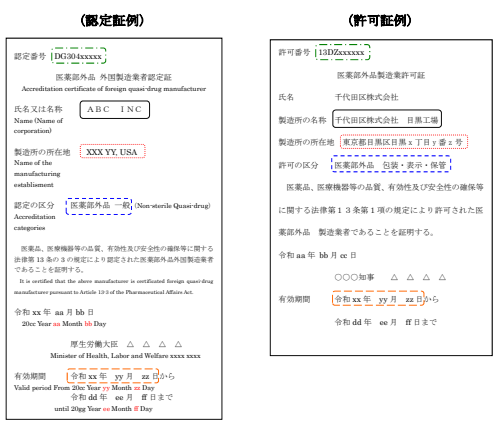 (認定証例)
認定番号 DG304xxxxx
医薬部外品 外国製造業者認定証
Accreditation certificate of foreign quasi-drug manufacturer
氏名又は名称 ABC INC
Name (Name of
corporation)
製造所の所在地 XXX YY, USA
Name of the
manufacturing
establisment
認定の区分 医薬部外品 一般 (Non-sterile Quasi-drug)
Accreditation
categories
医薬品、医療機器等の品質、有効性及び安全性の確保等に関する
法律第 13 条の 3 の規定により認定された医薬部外品外国製造業者
であることを証明する。
It is certified that the above manufacturer is certificated foreign quasi-drug
manufacturer pursuant to Article 13-3 of the Pharmaceutical Affairs Act.
令和 xx 年 aa 月 bb 日
20cc Year aa Month bb Day
厚生労働大臣 △ △ △ △
Minister of Health, Labor and Welfare xxxx xxxx
有効期間 令和 xx 年 yy 月 zz 日から
Valid period From 20cc Year yy Month zz Day
令和 dd 年 ee 月 ff 日まで
until 20gg Year ee Month ff Day
(許可証例)
許可番号 13DZxxxxxx
医薬部外品製造業許可証
氏名 千代田区株式会社
製造所の名称 千代田区株式会社 目黒工場
製造所の所在地 東京都目黒区目黒 x 丁目 y 番 z 号
許可の区分 医薬部外品 包装・表示・保管
医薬品、医療機器等の品質、有効性及び安全性の確保等
に関する法律第13条第1項の規定により許可された医
薬部外品 製造業者であることを証明する。
令和 aa 年 bb 月 cc 日
〇〇〇知事 △ △ △ △
有効期間 令和 xx 年 yy 月 zz 日から
令和 dd 年 ee 月 ff 日まで